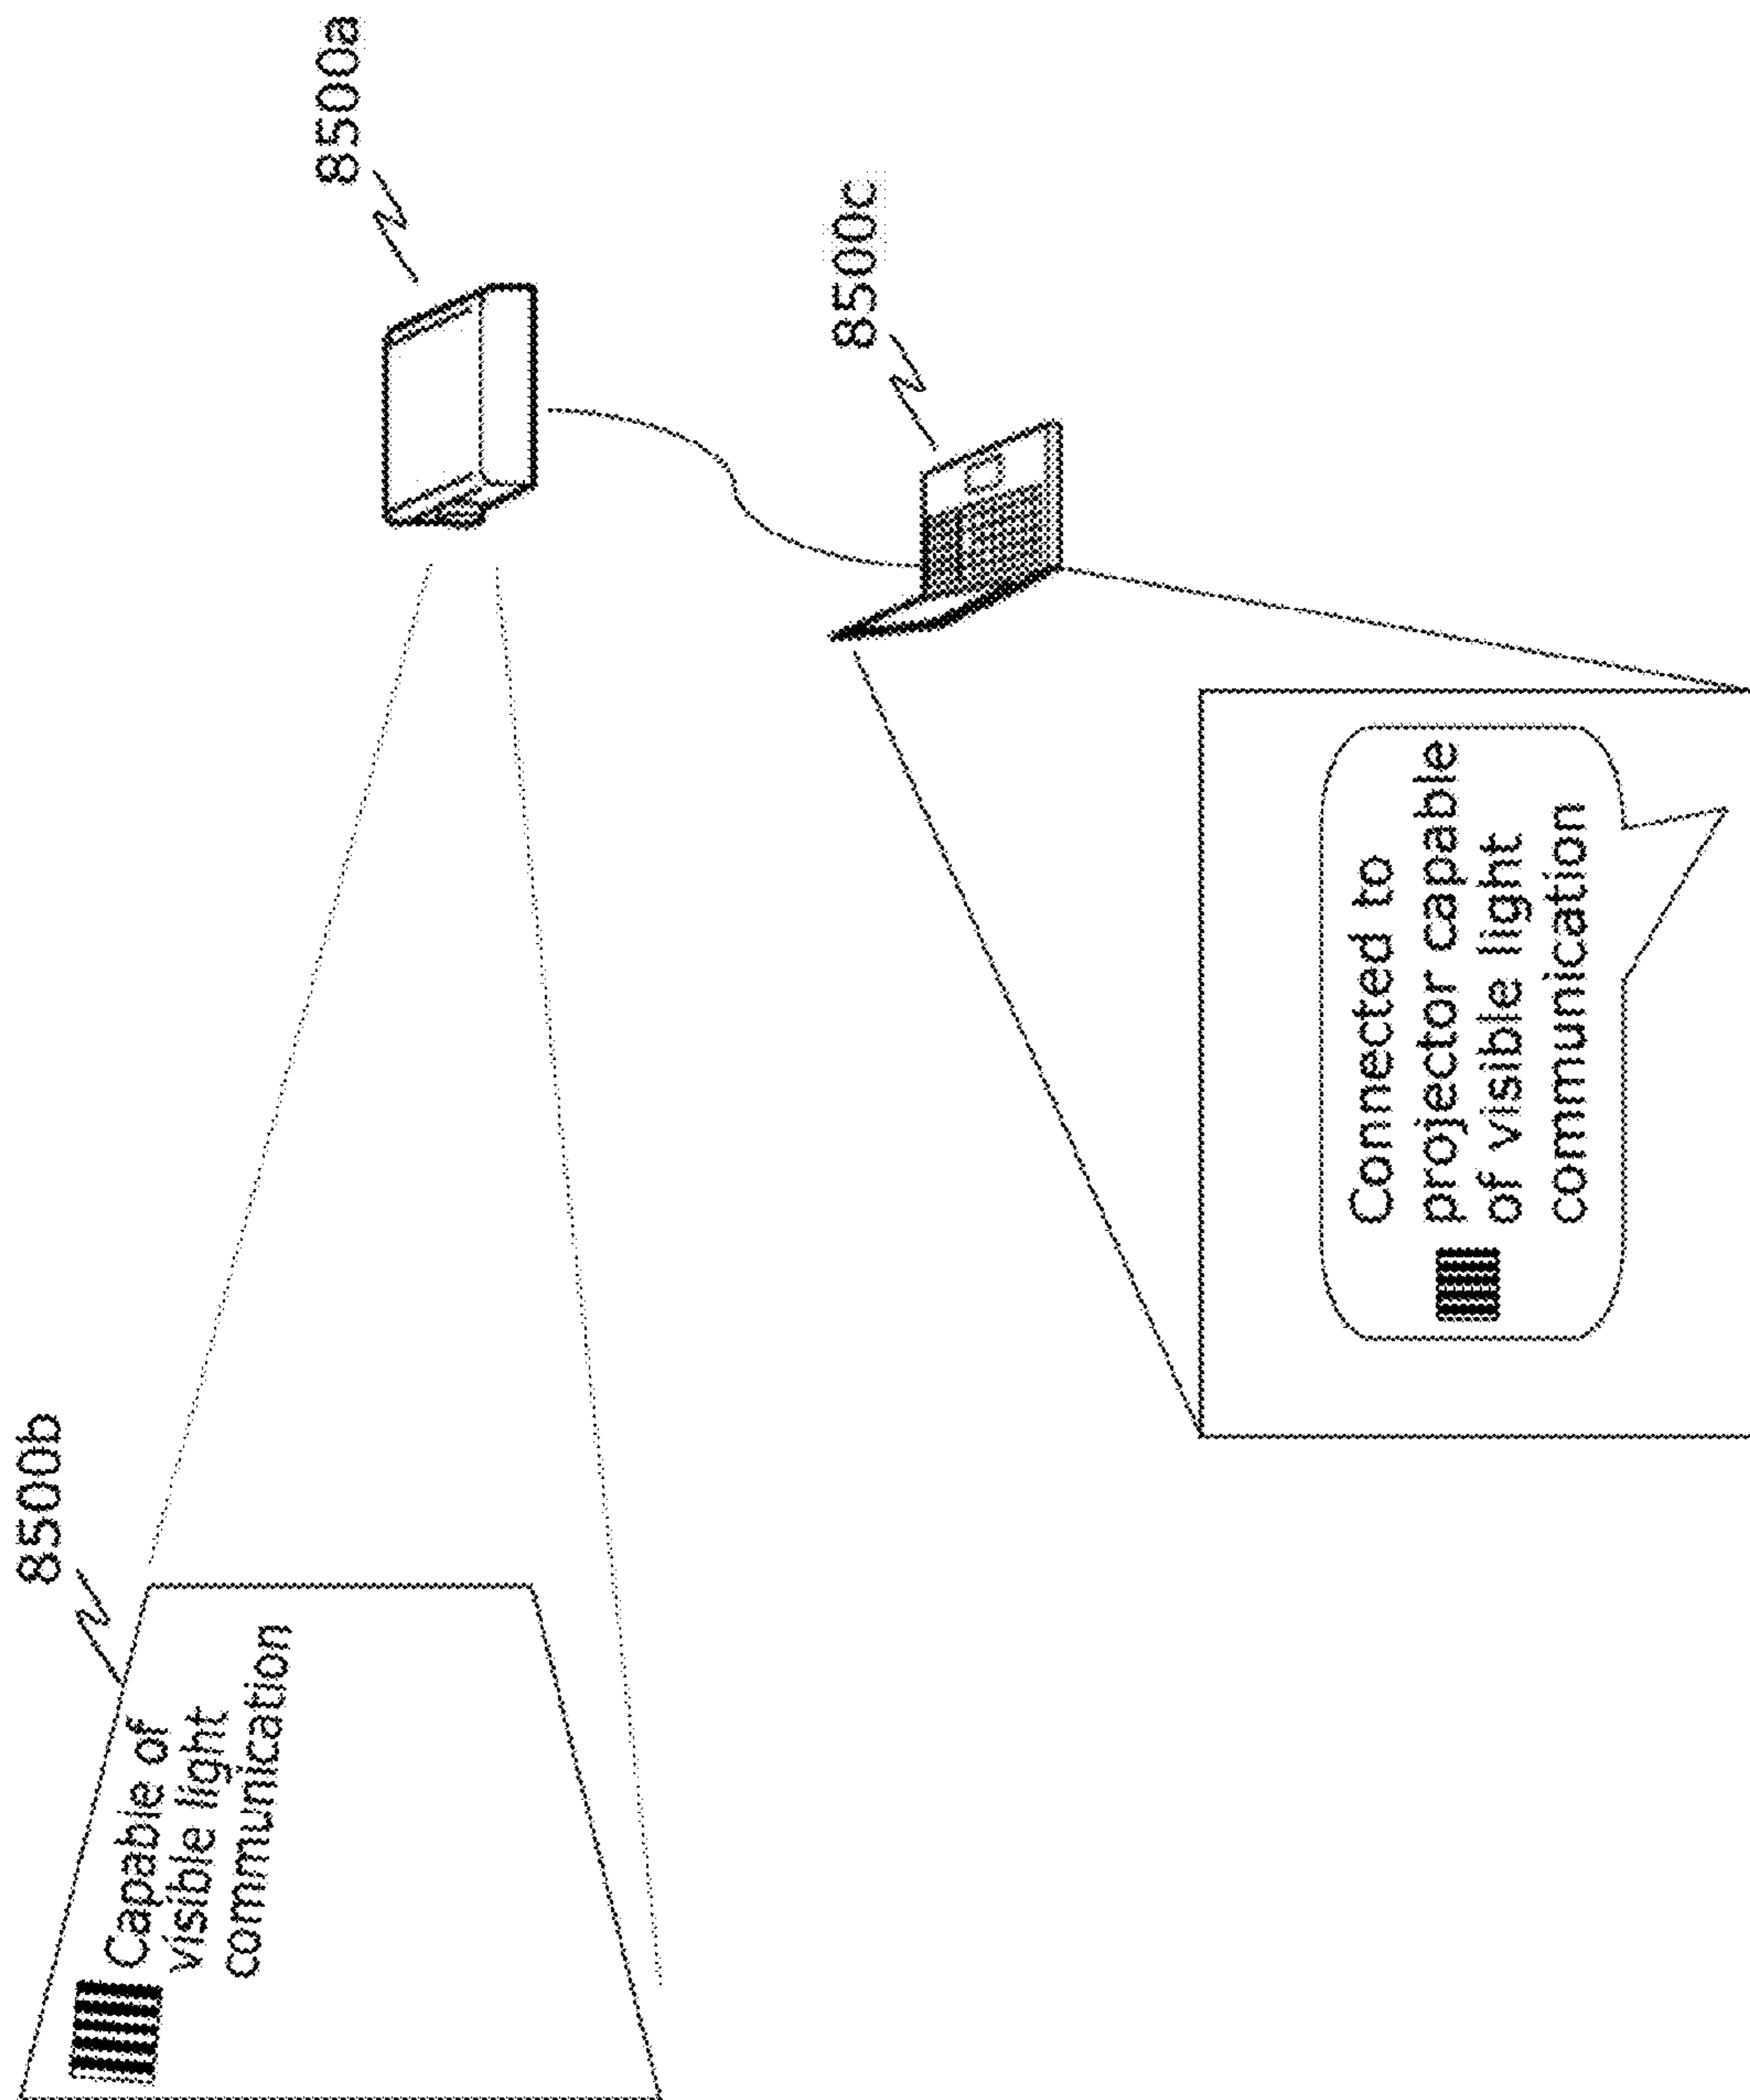 8500b
Capable of
visible light
communication
8500a
8500c
Connected to
projector capable
of visible light
communication